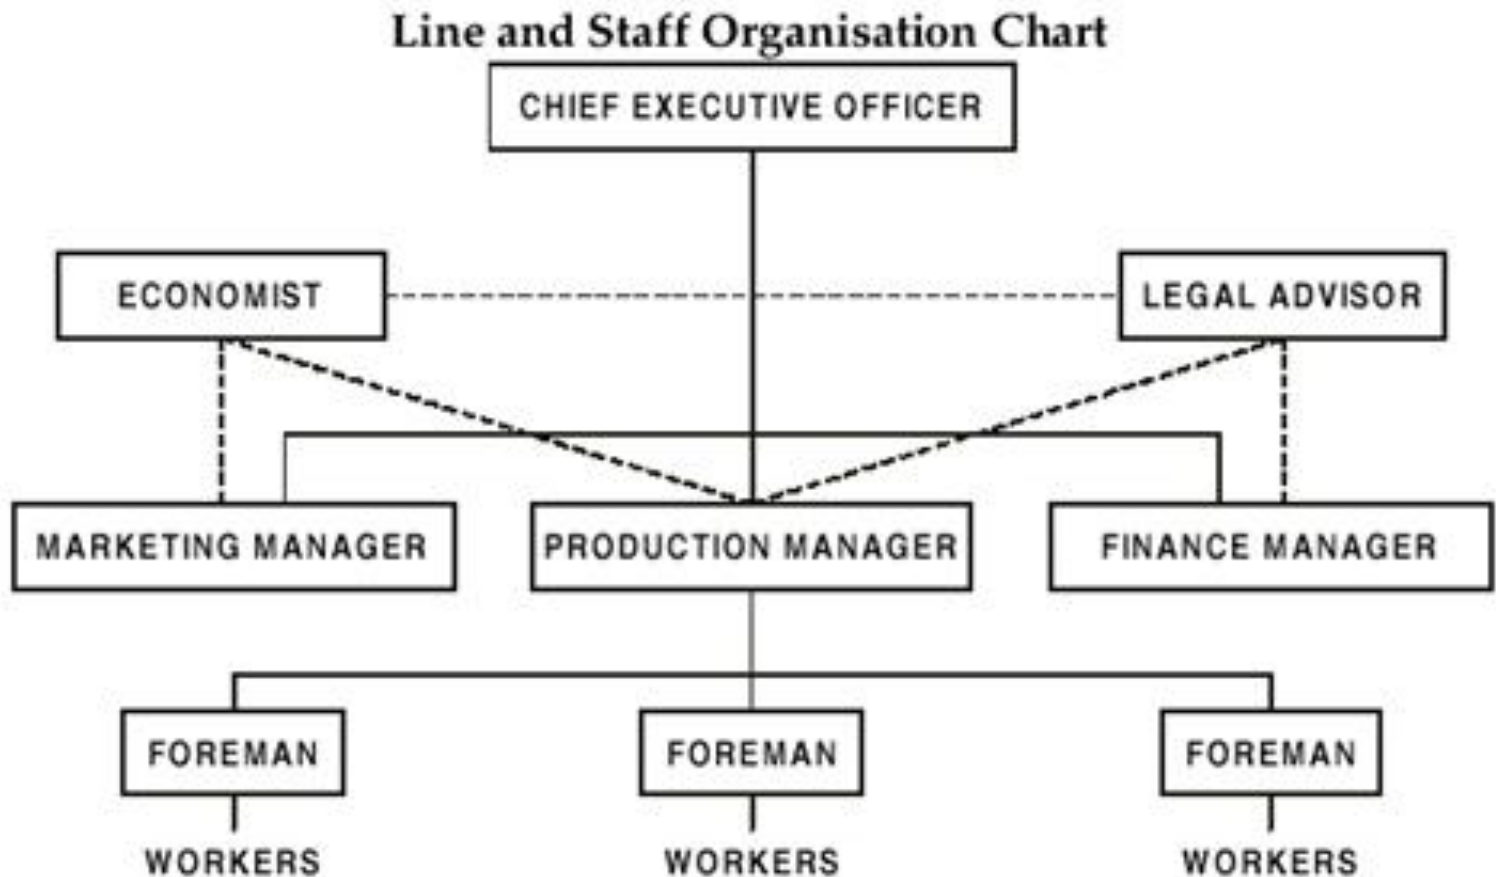 Line and Staff Organisation Chart
CHIEF EXECUTIVE OFFICER
ECONOMIST
LEGAL ADVISOR
MARKETING MANAGER
PRODUCTION MANAGER
FINANCE MANAGER
FOREMAN
FOREMAN
FOREMAN
WORKERS
WORKERS
WORKERS